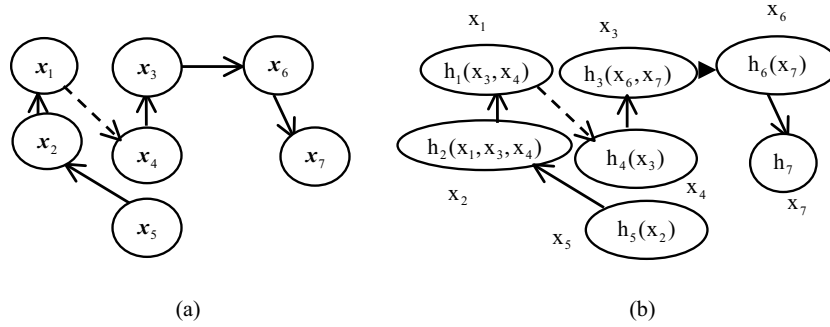 x₁ x₃ x₆
x₂ x₄ x₇
x₅
(a)
x₁ x₃ x₆
h₁(x₃, x₄) h₃(x₆, x₇) h₆(x₇)
h₂(x₁, x₃, x₄) h₄(x₃) h₇
x₂ x₄ x₇
x₅ h₅(x₂)
(b)